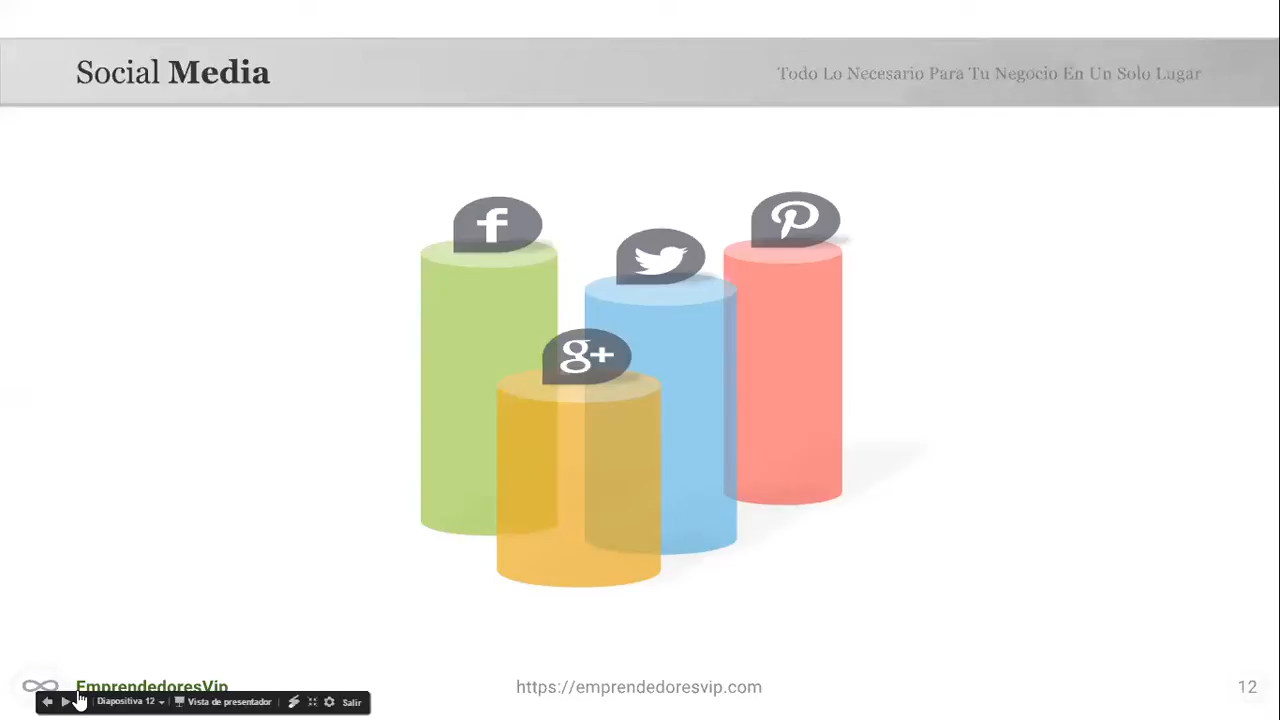 Social Media
Todo Lo Necesario Para Tu Negocio En Un Solo Lugar
f
g+
EmprendedoresVip
https://emprendedoresvip.com
12
Diapositiva 12
Vista de presentador
Salir